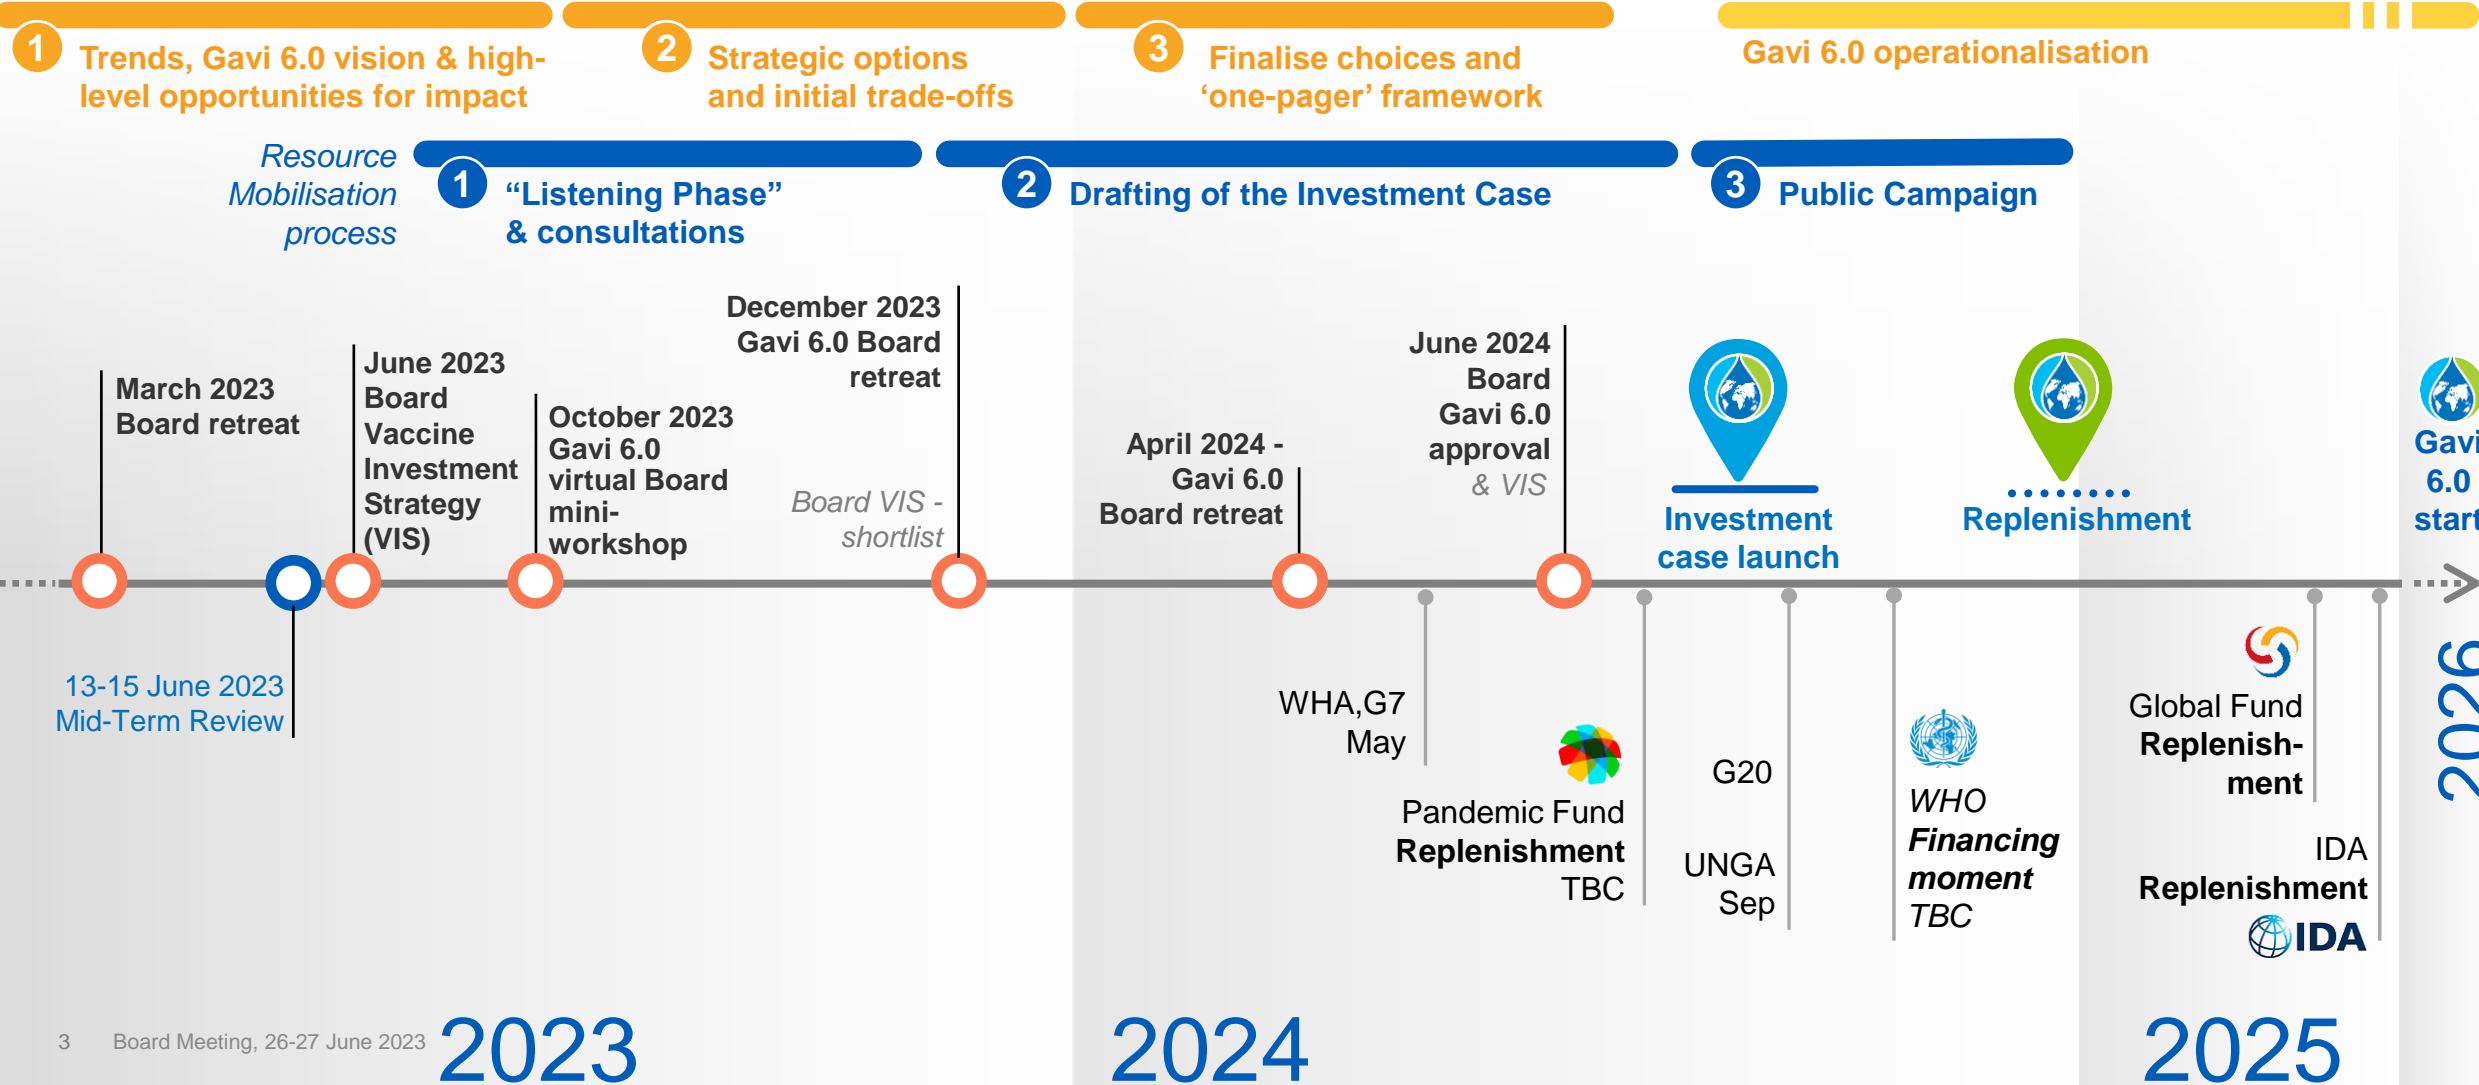 1
Trends, Gavi 6.0 vision & high-
level opportunities for impact
2
Strategic options
and initial trade-offs
3
Finalise choices and
‘one-pager’ framework
Gavi 6.0 operationalisation
Resource
Mobilisation
process
1
“Listening Phase”
& consultations
2
Drafting of the Investment Case
3
Public Campaign
March 2023
Board retreat
June 2023
Board
Vaccine
Investment
Strategy
(VIS)
October 2023
Gavi 6.0
virtual Board
mini-
workshop
December 2023
Gavi 6.0 Board
retreat
Board VIS -
shortlist
April 2024 -
Gavi 6.0
Board retreat
June 2024
Board
Gavi 6.0
approval
& VIS
Investment
case launch
Replenishment
Gavi
6.0
start
13-15 June 2023
Mid-Term Review
WHA,G7
May
Pandemic Fund
Replenishment
TBC
G20
UNGA
Sep
WHO
Financing
moment
TBC
Global Fund
Replenish-
ment
IDA
Replenishment
IDA
2026
3
Board Meeting, 26-27 June 2023
2023
2024
2025